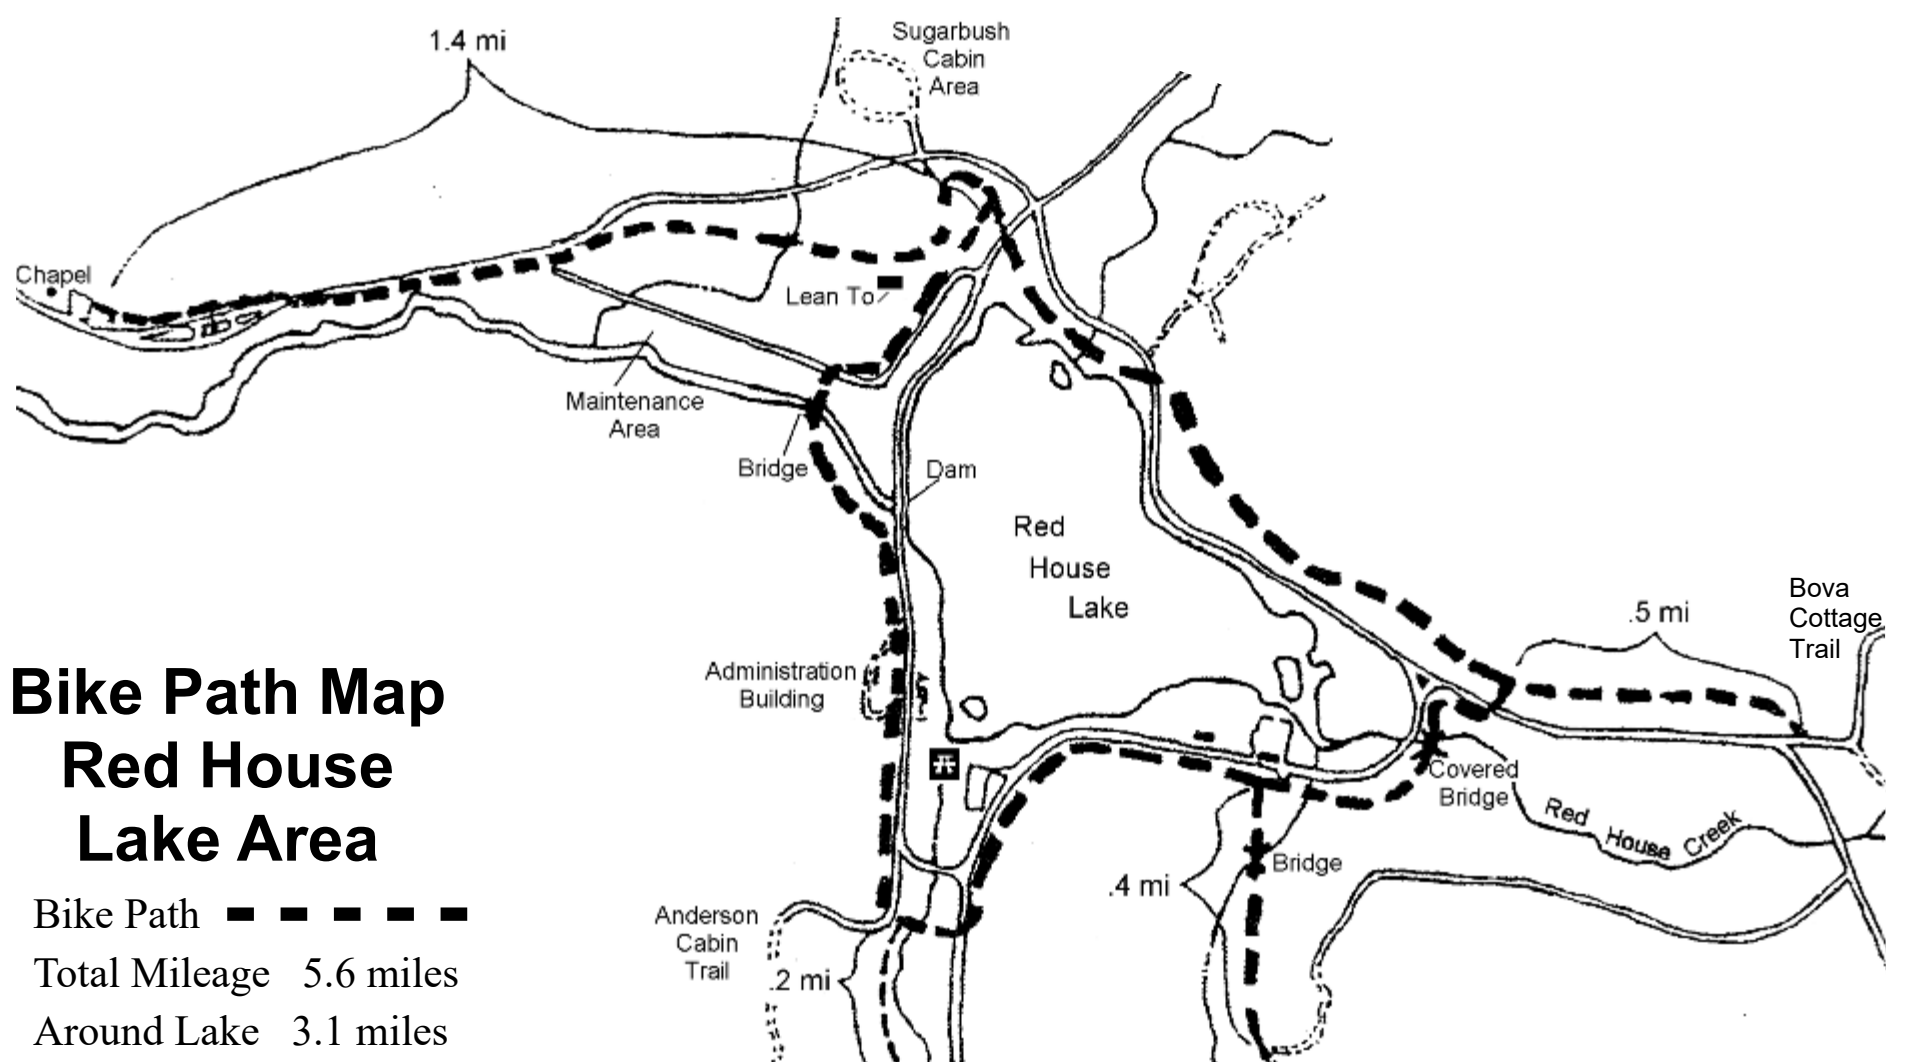 1.4 mi
Sugarbush
Cabin
Area
Chapel
Lean To
Maintenance
Area
Bridge
Dam
Red
House
Lake
Bova
Cottage
Trail
.5 mi
Administration
Building
Bike Path Map
Red House
Lake Area
Covered
Bridge
Red House Creek
Bridge
.4 mi
Anderson
Cabin
Trail
.2 mi
Bike Path
Total Mileage 5.6 miles
Around Lake 3.1 miles